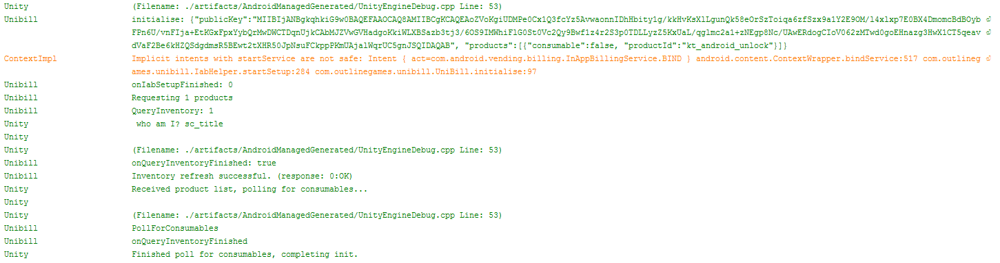 Unity (Filename: ./artifacts/AndroidManagedGenerated/UnityEngineDebug.cpp Line: 53)
Unibill initialise: {"publicKey":"MIIBIjANBgkqhkiG9w0BAQEFAAOCAQ8AMIIBCgKCAQEAoZVoKgiUDMPe0Cx1Q3fcYz5AvwaonnIDhHbity1g/kkHvKsXlLgunQk58eOrSzToiqa6zfSzx9a1Y2E9OM/l4xlxp7E0BX4DmomcBdBOyb
FPn6U/vnFIja+EtKGxFpxYybQrMwDWCTDqnUjkCAbMJZVwGVHadgoKkiWLXBSazb3tj3/6OS9IMWhiFlG0St0Vc2Qy9Bwf1z4r2S3p0TDLLyzZ5KxUaL/qglmc2a1+zNEgp8Nc/UAwERdogCIoV062zMTwd0goEHnazg3HwX1CT5qeav
dVaF2Be6kHZQSdgdmsR5BEwt2tXHR50JpNsuFCkppPKmUAjalWqrUC5gnJSQIDAQAB", "products":[{"consumable":false, "productId":"kt_android_unlock"}]}
ContextImpl Implicit intents with startService are not safe: Intent { act=com.android.vending.billing.InAppBillingService.BIND } android.content.ContextWrapper.bindService:517 com.outlineg
ames.unibill.IabHelper.startSetup:284 com.outlinegames.unibill.UniBill.initialise:97
Unibill onIabSetupFinished: 0
Unibill Requesting 1 products
Unibill QueryInventory: 1
Unity who am I? sc_title
Unity
Unity (Filename: ./artifacts/AndroidManagedGenerated/UnityEngineDebug.cpp Line: 53)
Unibill onQueryInventoryFinished: true
Unibill Inventory refresh successful. (response: 0:OK)
Unity Received product list, polling for consumables...
Unity
Unity (Filename: ./artifacts/AndroidManagedGenerated/UnityEngineDebug.cpp Line: 53)
Unibill PollForConsumables
Unibill onQueryInventoryFinished
Unity Finished poll for consumables, completing init.